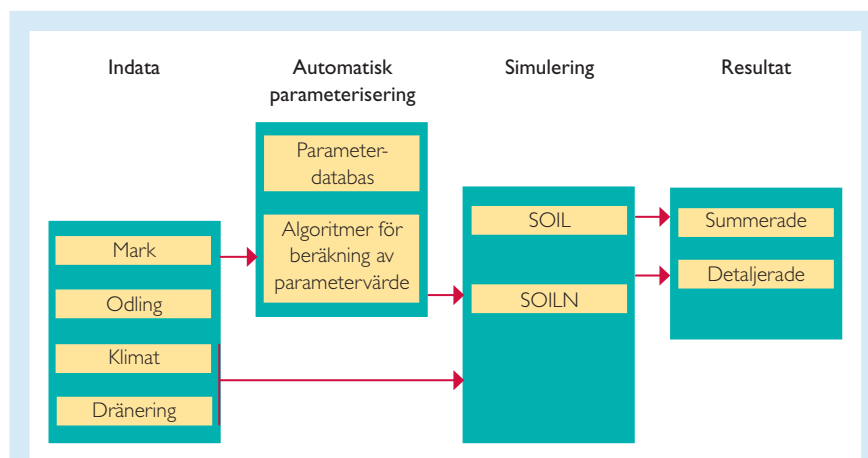 Indata
Automatisk
parameterisering
Simulering
Resultat
Parameter-
databas
Algoritmer för
beräkning av
parametervärde
Mark
Odling
Klimat
Dränering
SOIL
SOILN
Summerade
Detaljerade